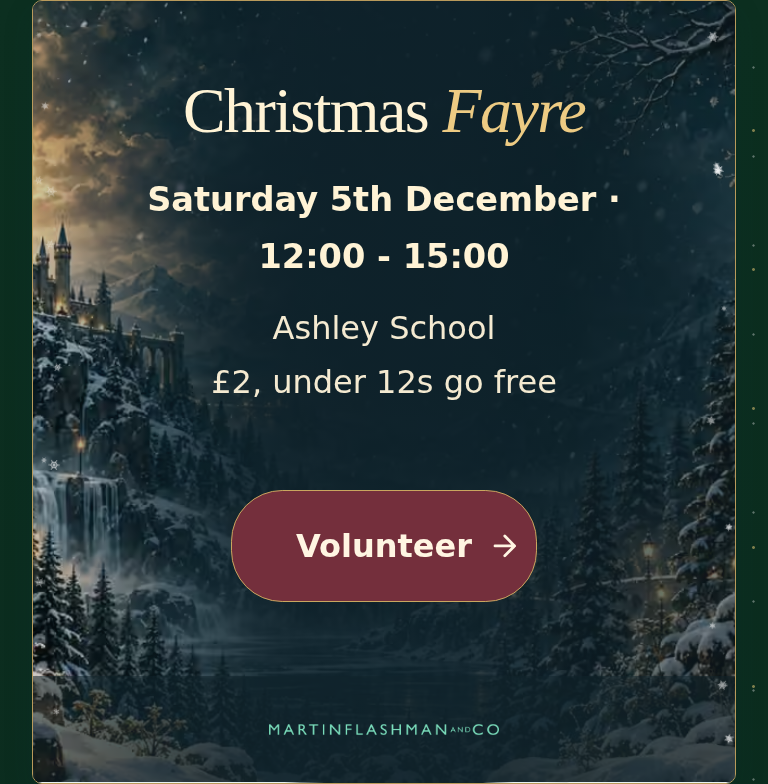 Christmas Fayre
Saturday 5th December ·
12:00 - 15:00
Ashley School
£2, under 12s go free
Volunteer →
MARTINFLASHMANANDCO